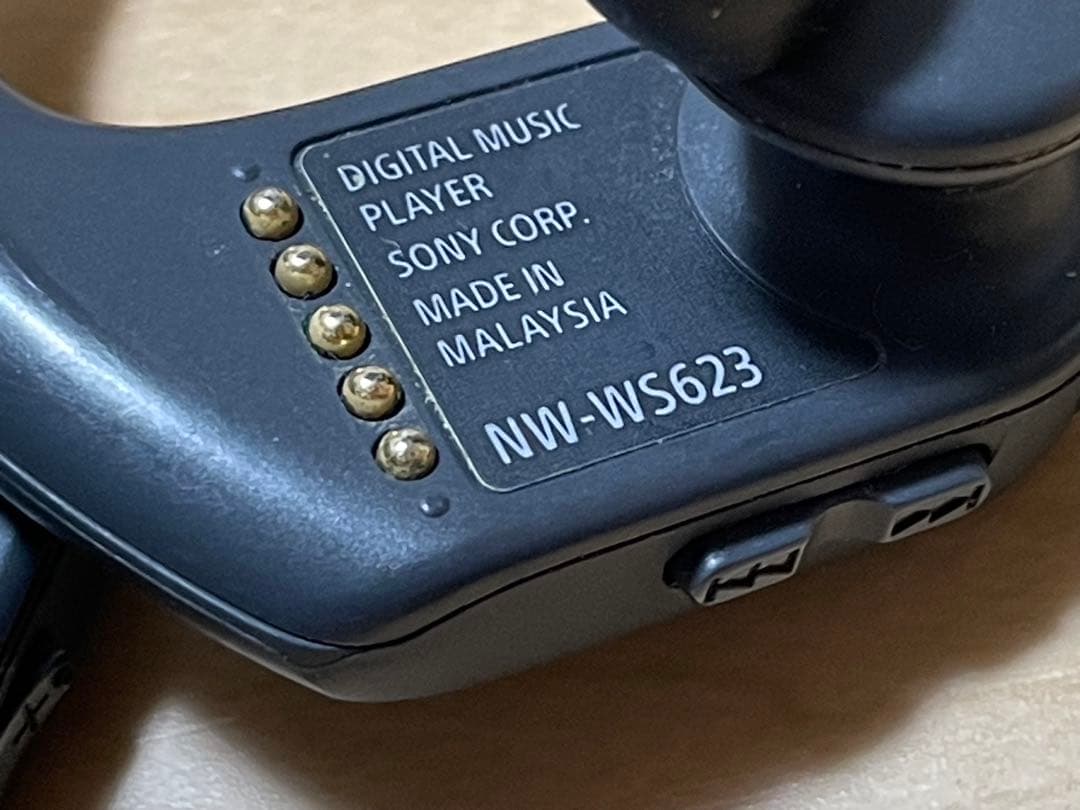 DIGITAL MUSIC
PLAYER
SONY CORP.
MADE IN
MALAYSIA
NW-WS623
+